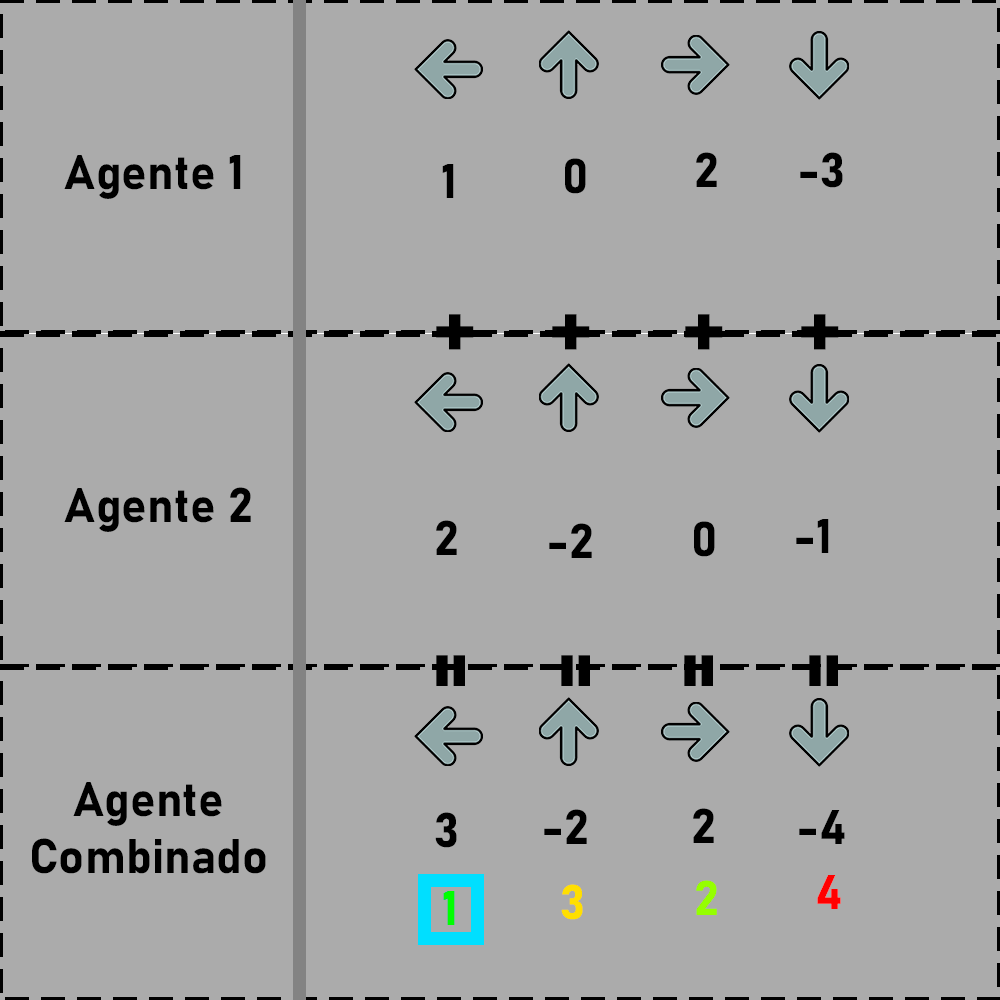 ← ↑ → ↓
Agente 1
1 0 2 -3
+ + + +
← ↑ → ↓
Agente 2
2 -2 0 -1
= = = =
← ↑ → ↓
Agente
Combinado
3 -2 2 -4
1 3 2 4